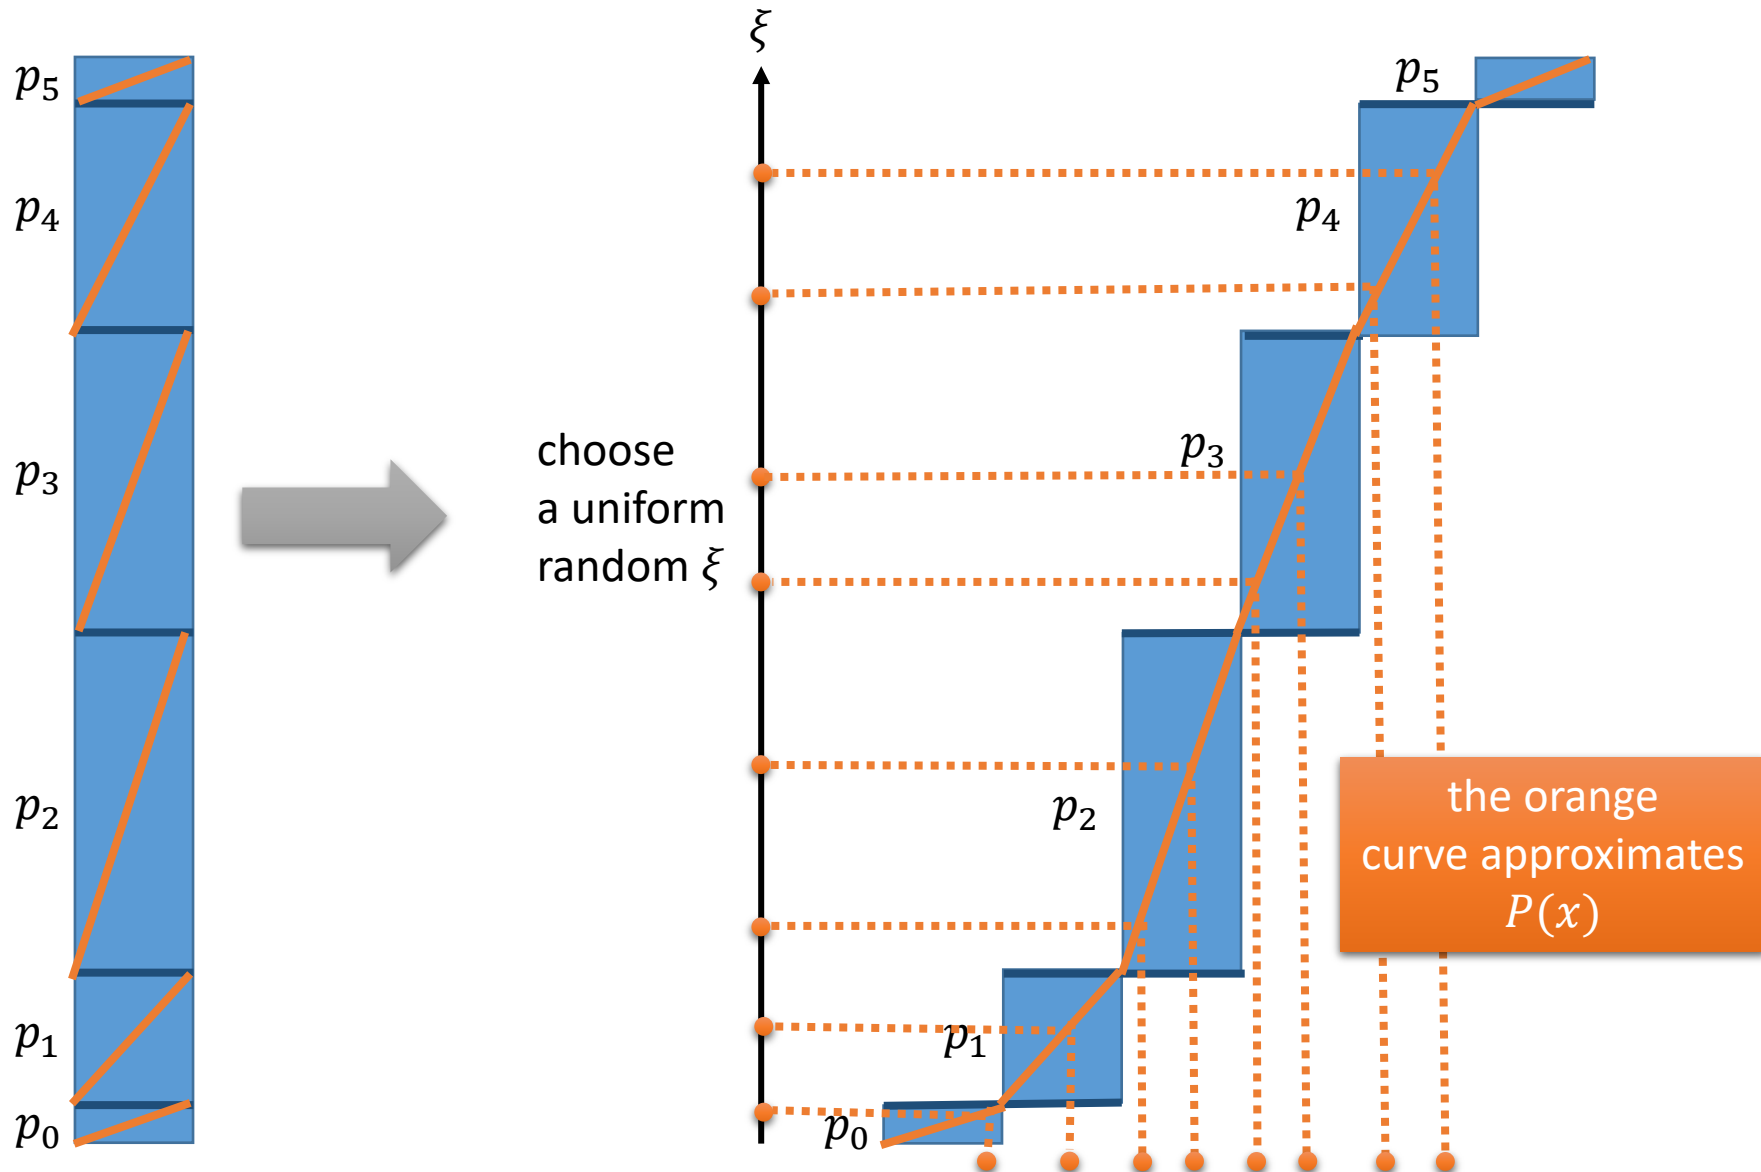 p₅
p₄
p₃
p₂
p₁
p₀
choose
a uniform
random ξ
ξ
p₅
p₄
p₃
p₂
p₁
p₀
the orange
curve approximates
P(x)